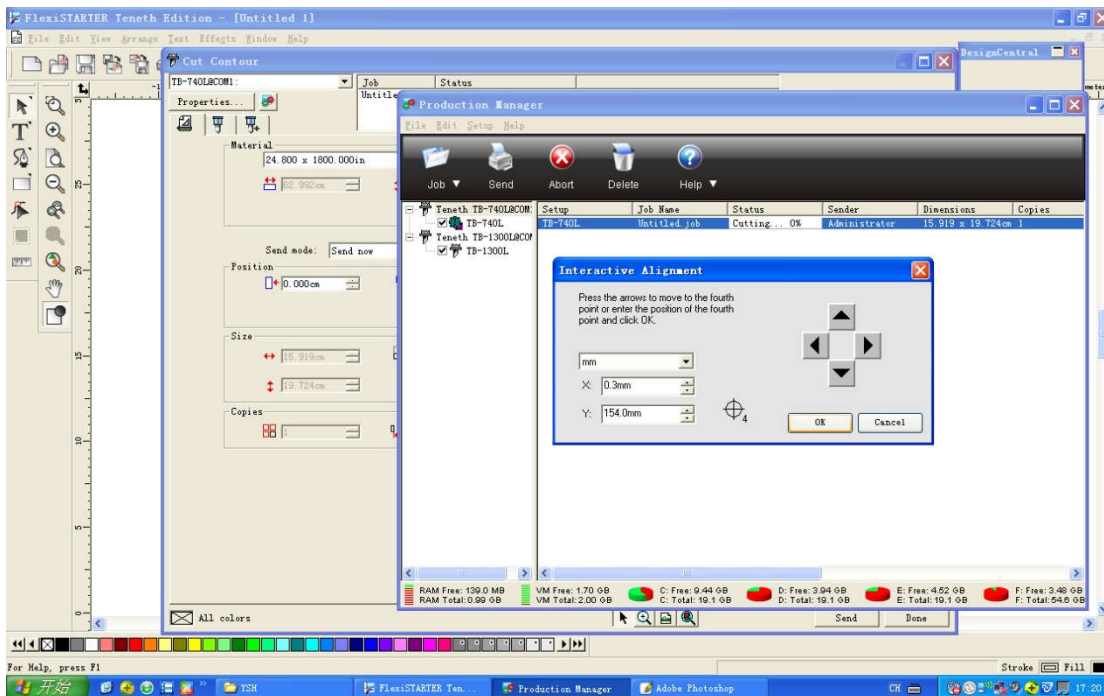 FlexiSTARTER Teneth Edition - [Untitled 1]
File Edit View Arrange Text Effects Window Help
DesignCentral
Cut Contour
TB-740L@COM1:
Job Status
Properties...
Untitle
Material
24.800 x 1800.000in
62.992cm
Send mode: Send now
Position
0.000cm
Size
15.919cm
19.724cm
Copies
1
All colors
Send Done
Production Manager
File Edit Setup Help
Job Send Abort Delete Help
Teneth TB-740L@COM:
TB-740L
Teneth TB-1300L@COM
TB-1300L
Setup Job Name Status Sender Dimensions Copies
TB-740L Untitled job Cutting... 0% Administrator 15.919 x 19.724cm 1
Interactive Alignment
Press the arrows to move to the fourth
point or enter the position of the fourth
point and click OK.
mm
X: 0.3mm
Y: 154.0mm
4
OK Cancel
RAM Free: 139.0 MB VM Free: 1.70 GB C: Free: 9.44 GB D: Free: 3.94 GB E: Free: 4.52 GB F: Free: 3.48 GB
RAM Total: 0.99 GB VM Total: 2.00 GB C: Total: 19.1 GB D: Total: 19.1 GB E: Total: 19.1 GB F: Total: 54.6 GB
For Help, press F1
Stroke Fill
开始 YSH FlexiSTARTER Ten... Production Manager Adobe Photoshop CH 17:20